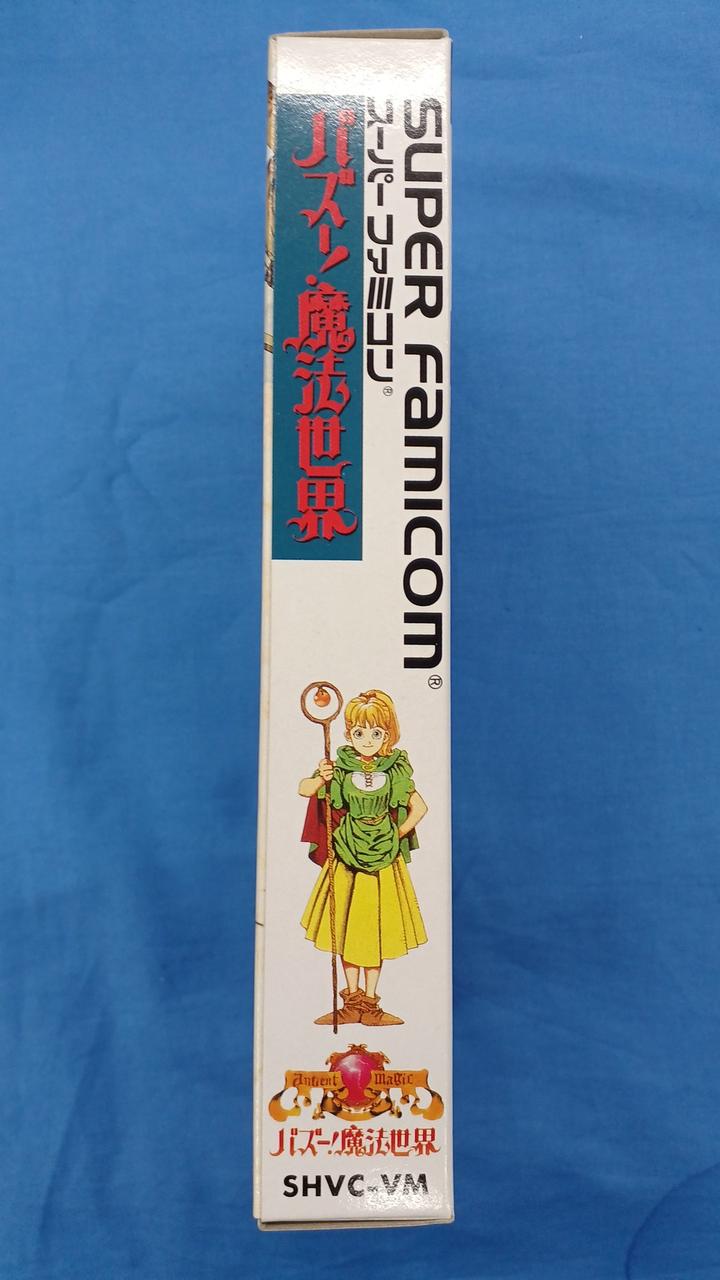 SUPER FAMICOM®
スーパーファミコン®
バズー!魔法世界
Ancient Magic
バズー!魔法世界
SHVC-VM